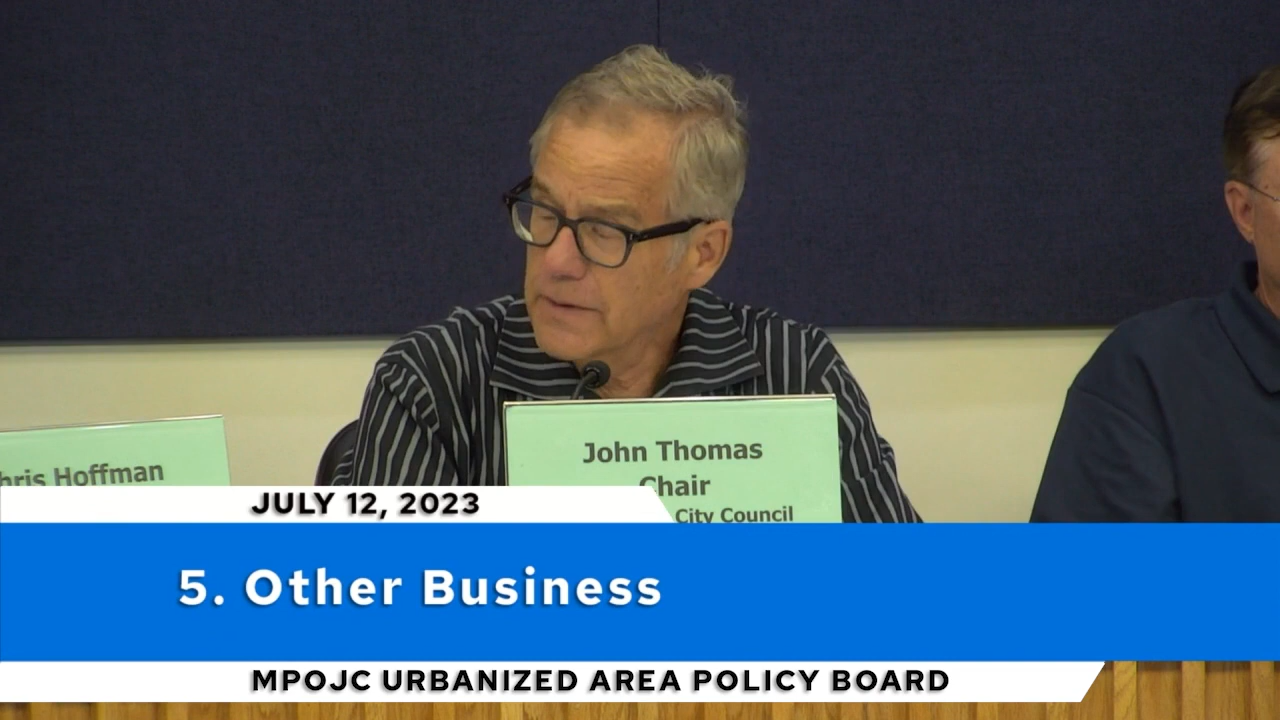 John Thomas
Chair
City Council
hris Hoffman
JULY 12, 2023
5. Other Business
MPOJC URBANIZED AREA POLICY BOARD